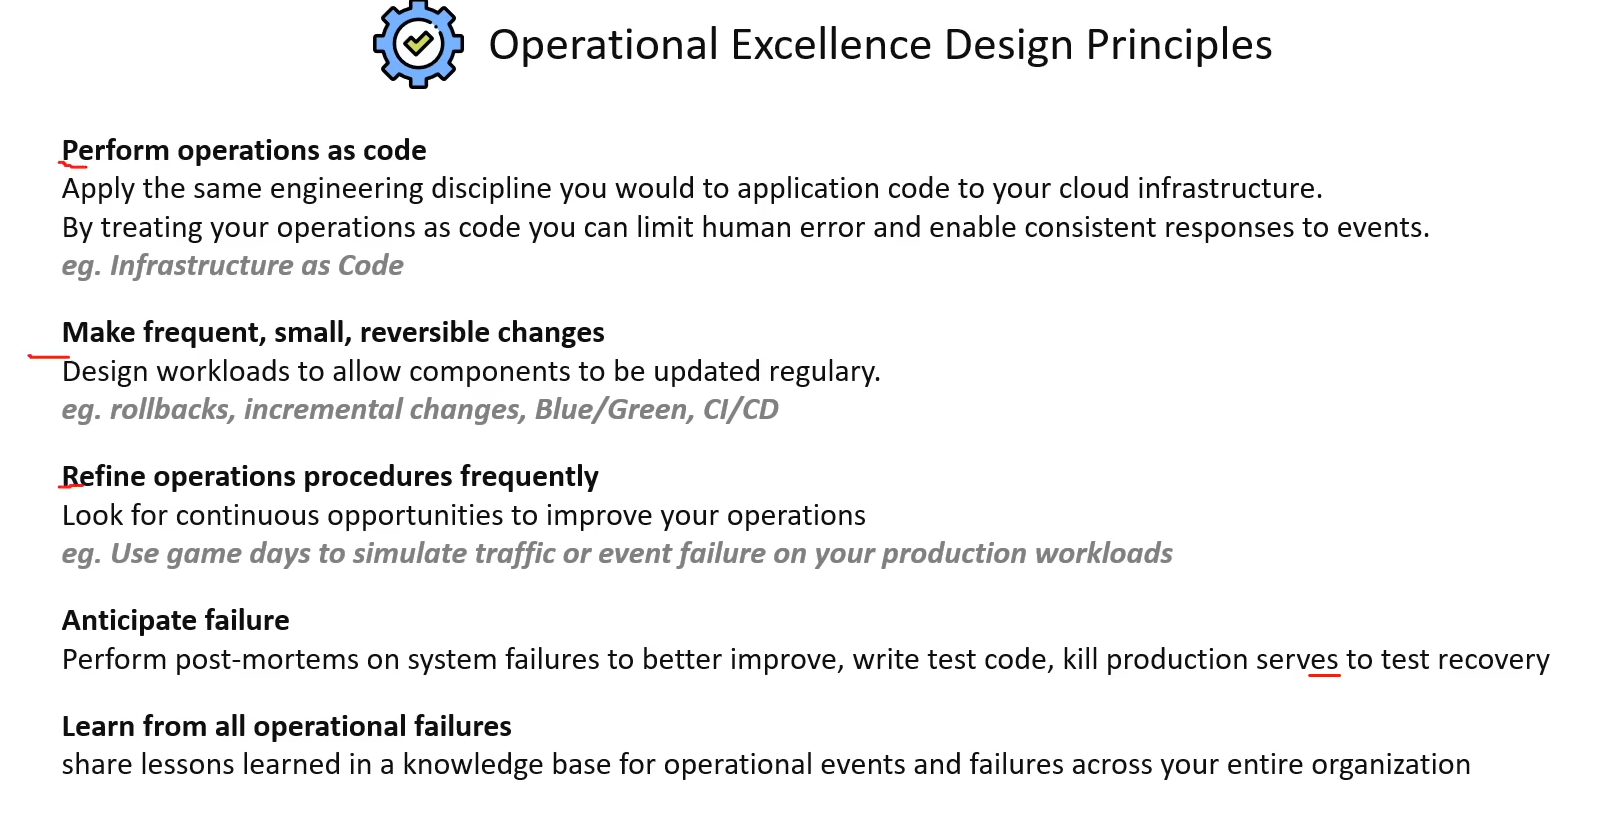 Operational Excellence Design Principles
Perform operations as code
Apply the same engineering discipline you would to application code to your cloud infrastructure.
By treating your operations as code you can limit human error and enable consistent responses to events.
eg. Infrastructure as Code
Make frequent, small, reversible changes
Design workloads to allow components to be updated regulary.
eg. rollbacks, incremental changes, Blue/Green, CI/CD
Refine operations procedures frequently
Look for continuous opportunities to improve your operations
eg. Use game days to simulate traffic or event failure on your production workloads
Anticipate failure
Perform post-mortems on system failures to better improve, write test code, kill production serves to test recovery
Learn from all operational failures
share lessons learned in a knowledge base for operational events and failures across your entire organization